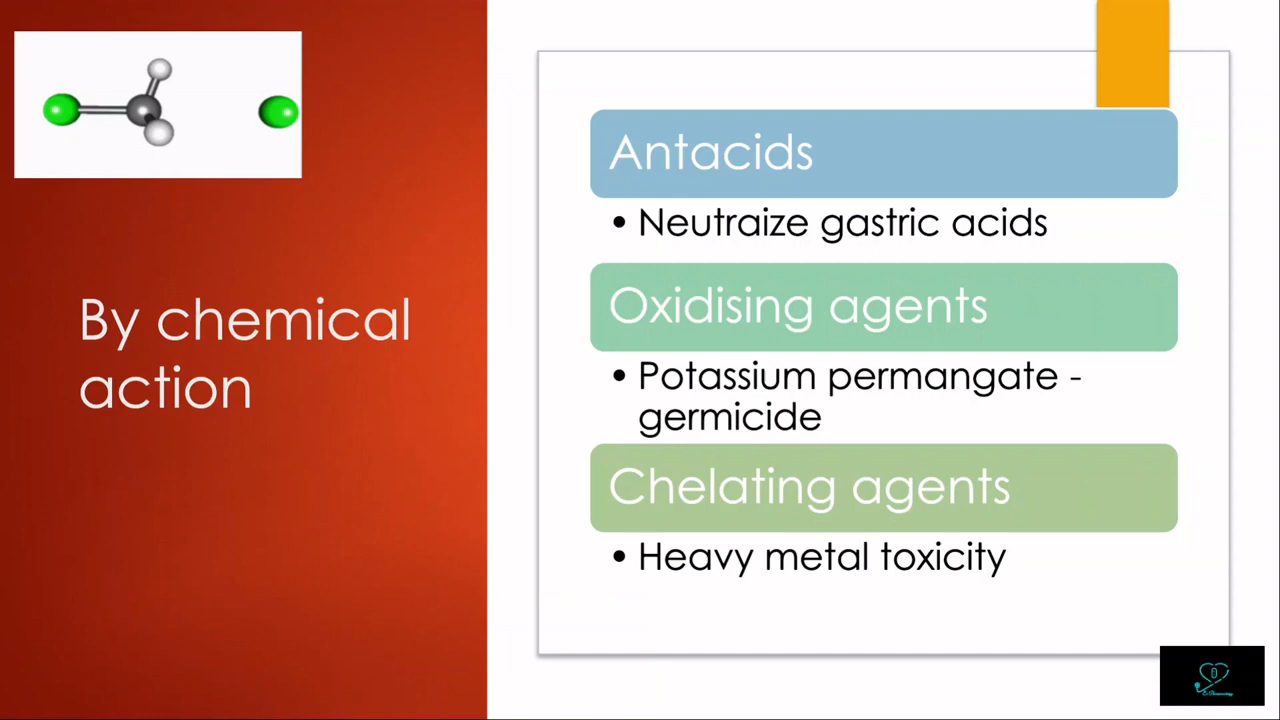 By chemical
action
Antacids
• Neutraize gastric acids
Oxidising agents
• Potassium permangate -
germicide
Chelating agents
• Heavy metal toxicity